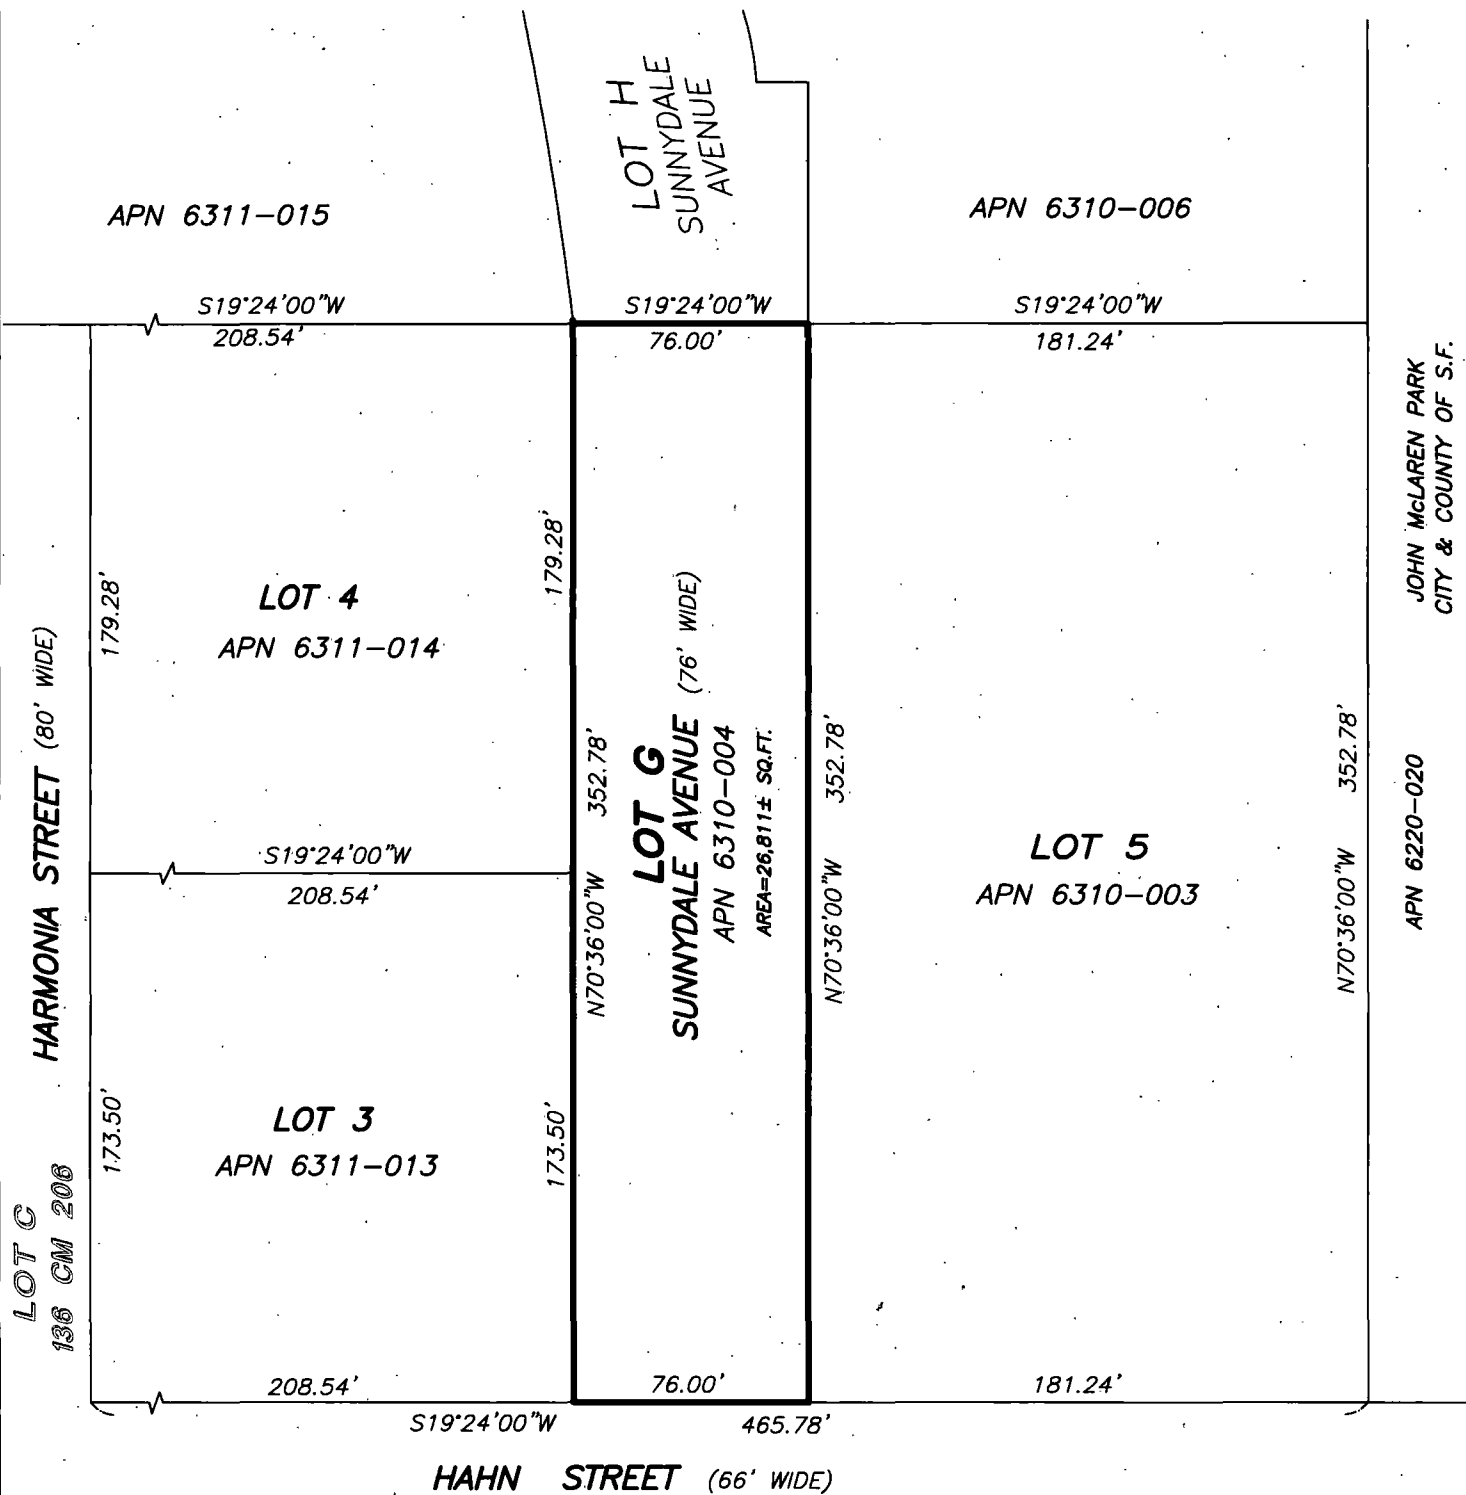 LOT H
SUNNYDALE
AVENUE
APN 6311-015
APN 6310-006
S19°24'00"W
208.54'
S19°24'00"W
76.00'
S19°24'00"W
181.24'
JOHN McLAREN PARK
CITY & COUNTY OF S.F.
APN 6220-020
HARMONIA STREET (80' WIDE)
LOT C
136 CM 206
179.28'
LOT 4
APN 6311-014
179.28'
S19°24'00"W
208.54'
173.50'
LOT 3
APN 6311-013
173.50'
N70°36'00"W 352.78'
LOT G
SUNNYDALE AVENUE (76' WIDE)
APN 6310-004
AREA=26,811± SQ.FT.
N70°36'00"W 352.78'
LOT 5
APN 6310-003
N70°36'00"W 352.78'
208.54'
76.00'
181.24'
S19°24'00"W 465.78'
HAHN STREET (66' WIDE)